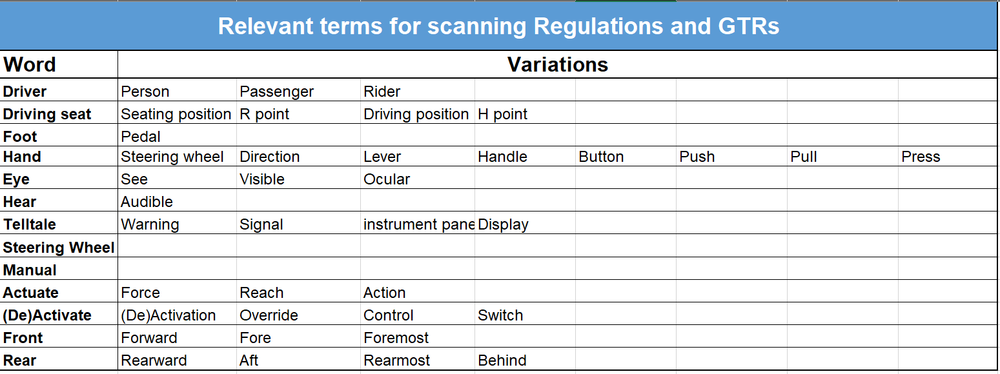 Relevant terms for scanning Regulations and GTRs
Word Variations
Driver Person Passenger Rider
Driving seat Seating position R point Driving position H point
Foot Pedal
Hand Steering wheel Direction Lever Handle Button Push Pull Press
Eye See Visible Ocular
Hear Audible
Telltale Warning Signal instrument pane Display
Steering Wheel
Manual
Actuate Force Reach Action
(De)Activate (De)Activation Override Control Switch
Front Forward Fore Foremost
Rear Rearward Aft Rearmost Behind